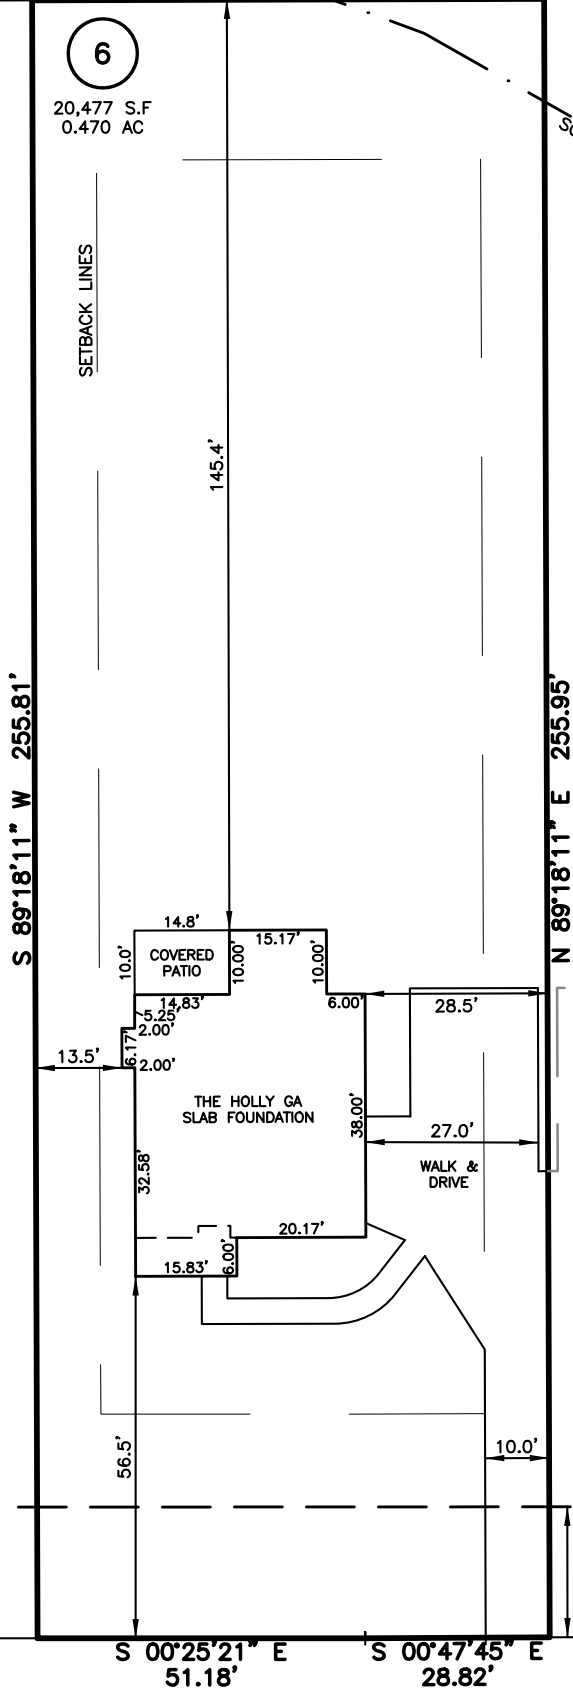 6
20,477 S.F
0.470 AC
SETBACK LINES
145.4'
S 89°18'11" W 255.81'
N 89°18'11" E 255.95'
14.8'
15.17'
10.0'
COVERED
PATIO
10.00'
10.00'
14.83'
6.00'
28.5'
5.25'
2.00'
6.17'
13.5'
2.00'
THE HOLLY GA
SLAB FOUNDATION
38.00'
27.0'
32.58'
WALK &
DRIVE
20.17'
6.00'
15.83'
56.5'
10.0'
S 00°25'21" E
51.18'
S 00°47'45" E
28.82'